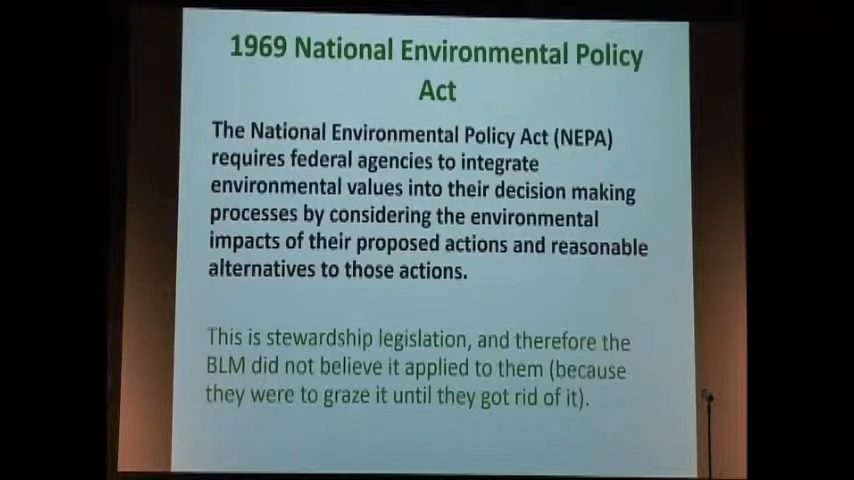 1969 National Environmental Policy
Act
The National Environmental Policy Act (NEPA)
requires federal agencies to integrate
environmental values into their decision making
processes by considering the environmental
impacts of their proposed actions and reasonable
alternatives to those actions.
This is stewardship legislation, and therefore the
BLM did not believe it applied to them (because
they were to graze it until they got rid of it).